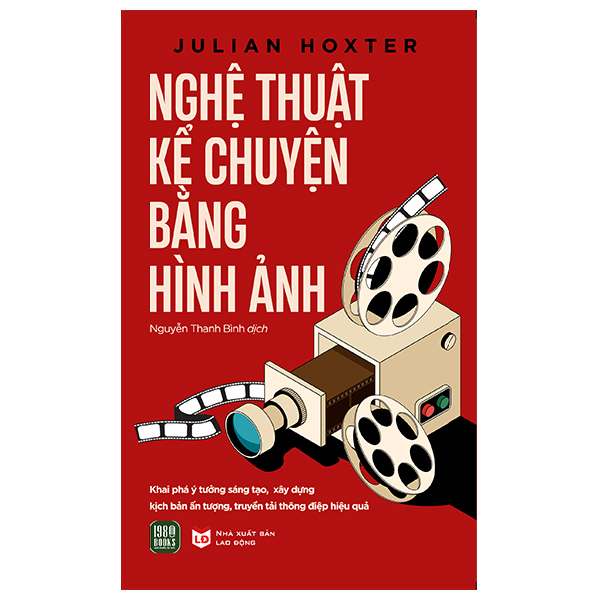 JULIAN HOXTER
NGHỆ THUẬT
KỂ CHUYỆN
BẰNG
HÌNH ẢNH
Nguyễn Thanh Bình dịch
Khai phá ý tưởng sáng tạo, xây dựng
kịch bản ấn tượng, truyền tải thông điệp hiệu quả
1980
BOOKS
LĐ
NHÀ XUẤT BẢN
LAO ĐỘNG